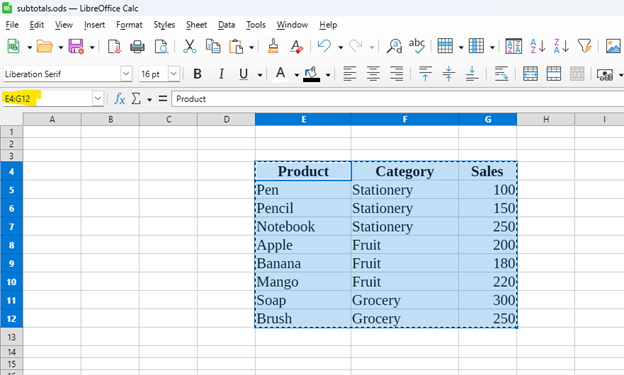 subtotals.ods — LibreOffice Calc
File Edit View Insert Format Styles Sheet Data Tools Window Help
Liberation Serif 16 pt B I U A
E4:G12 fx Σ = Product
A B C D E F G H I
1
2
3
4 Product Category Sales
5 Pen Stationery 100
6 Pencil Stationery 150
7 Notebook Stationery 250
8 Apple Fruit 200
9 Banana Fruit 180
10 Mango Fruit 220
11 Soap Grocery 300
12 Brush Grocery 250
13
14
15